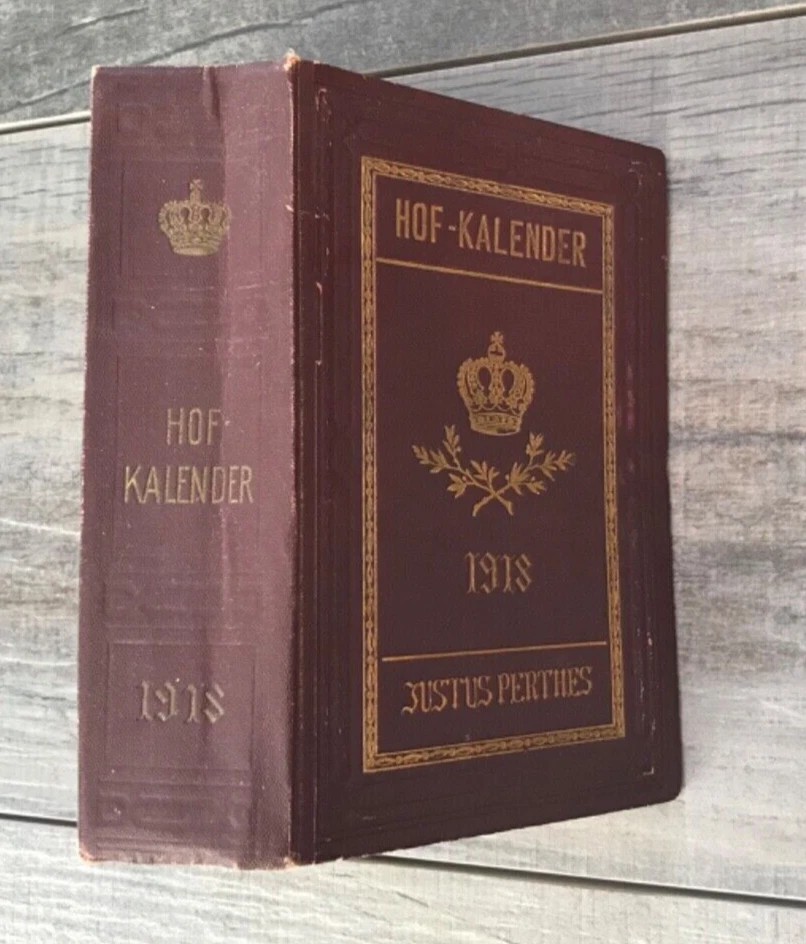 HOF-
KALENDER
1918
HOF-KALENDER
1918
JUSTUS PERTHES